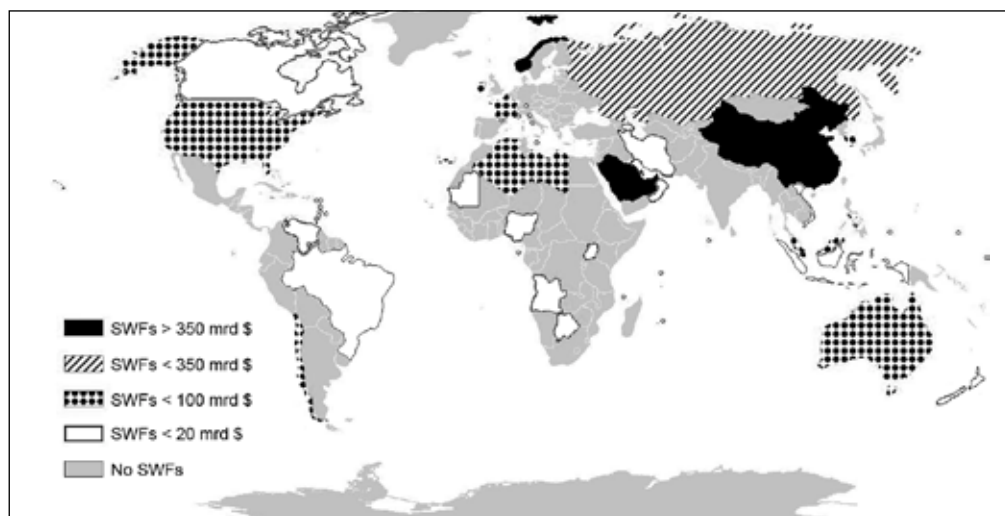 SWFs > 350 mrd $
SWFs < 350 mrd $
SWFs < 100 mrd $
SWFs < 20 mrd $
No SWFs